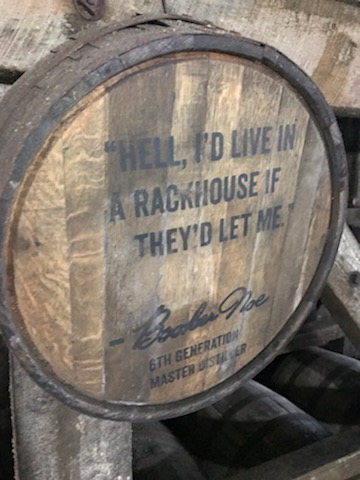 "HELL, I'D LIVE IN
A RACKHOUSE IF
THEY'D LET ME."
- Booker Noe
6TH GENERATION
MASTER DISTILLER